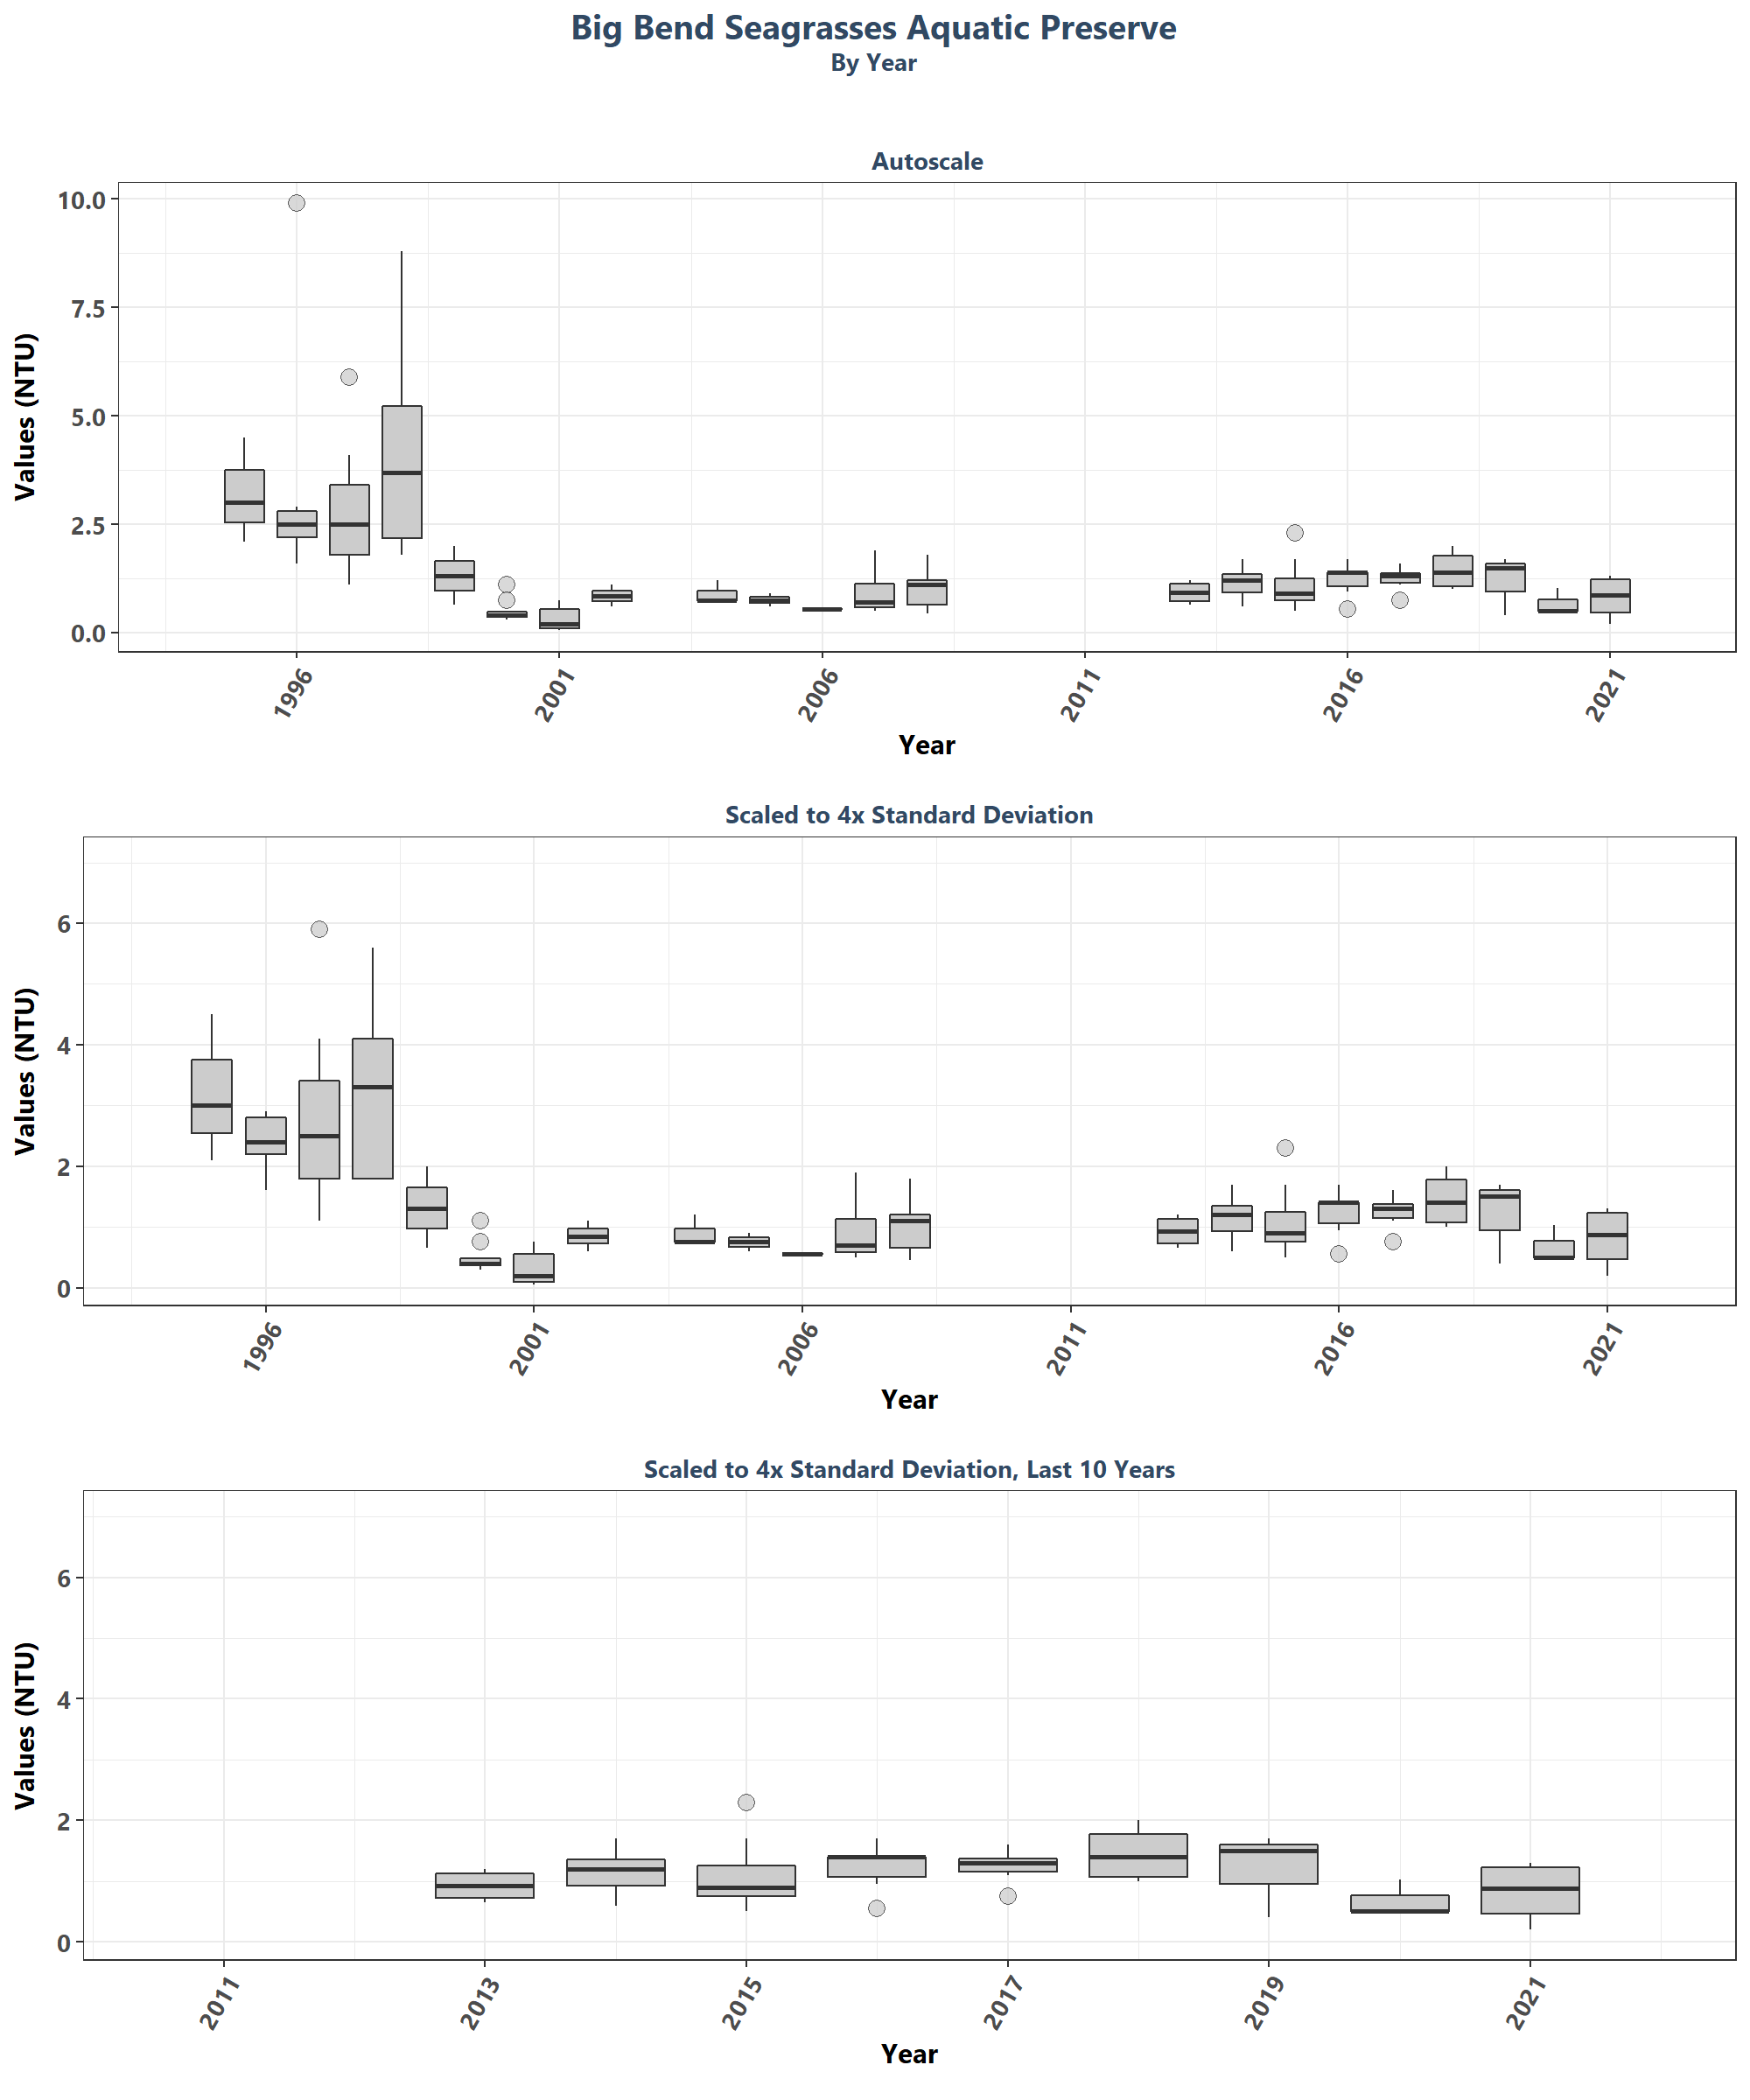 Big Bend Seagrasses Aquatic Preserve
By Year
Autoscale
Values (NTU)
10.0
7.5
5.0
2.5
0.0
1996 2001 2006 2011 2016 2021
Year
Scaled to 4x Standard Deviation
Values (NTU)
6
4
2
0
1996 2001 2006 2011 2016 2021
Year
Scaled to 4x Standard Deviation, Last 10 Years
Values (NTU)
6
4
2
0
2011 2013 2015 2017 2019 2021
Year